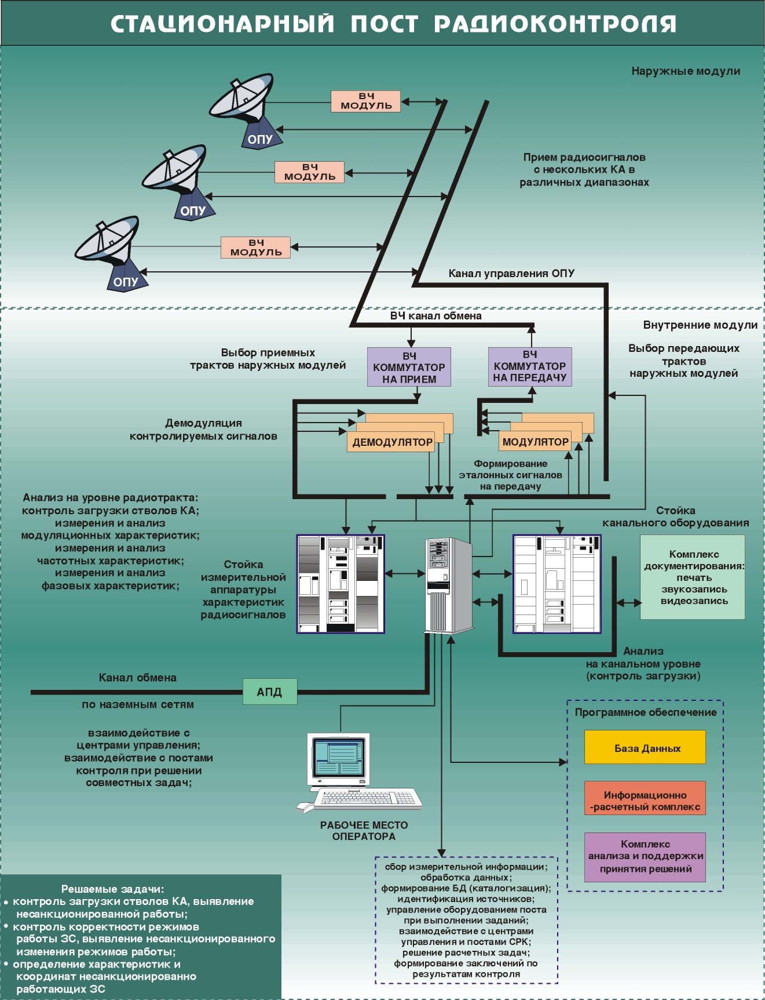 СТАЦИОНАРНЫЙ ПОСТ РАДИОКОНТРОЛЯ
Наружные модули
ВЧ
МОДУЛЬ
ОПУ
Прием радиосигналов
с нескольких КА в
различных диапазонах
ВЧ
МОДУЛЬ
ОПУ
ВЧ
МОДУЛЬ
ОПУ
Канал управления ОПУ
ВЧ канал обмена
Внутренние модули
Выбор приемных
трактов наружных модулей
ВЧ
КОММУТАТОР
НА ПРИЕМ
ВЧ
КОММУТАТОР
НА ПЕРЕДАЧУ
Выбор передающих
трактов
наружных модулей
Демодуляция
контролируемых сигналов
ДЕМОДУЛЯТОР
МОДУЛЯТОР
Формирование
эталонных сигналов
на передачу
Анализ на уровне радиотракта:
контроль загрузки стволов КА;
измерения и анализ
модуляционных характеристик;
измерения и анализ
частотных характеристик;
измерения и анализ
фазовых характеристик;
Стойка
измерительной
аппаратуры
характеристик
радиосигналов
Стойка
канального оборудования
Комплекс
документирования:
печать
звукозапись
видеозапись
Анализ
на канальном уровне
(контроль загрузки)
Канал обмена
АПД
по наземным сетям
взаимодействие с
центрами управления;
взаимодействие с постами
контроля при решении
совместных задач;
РАБОЧЕЕ МЕСТО
ОПЕРАТОРА
Программное обеспечение
База Данных
Информационно
-расчетный комплекс
Комплекс
анализа и поддержки
принятия решений
сбор измерительной информации;
обработка данных;
формирование БД (каталогизация);
идентификация источников;
управление оборудованием поста
при выполнении заданий;
взаимодействие с центрами
управления и постами СРК;
решение расчетных задач;
формирование заключений по
результатам контроля
Решаемые задачи:
• контроль загрузки стволов КА, выявление
несанкционированной работы;
• контроль корректности режимов
работы ЗС, выявление несанкционированного
изменения режимов работы;
• определение характеристик и
координат несанкционированно
работающих ЗС